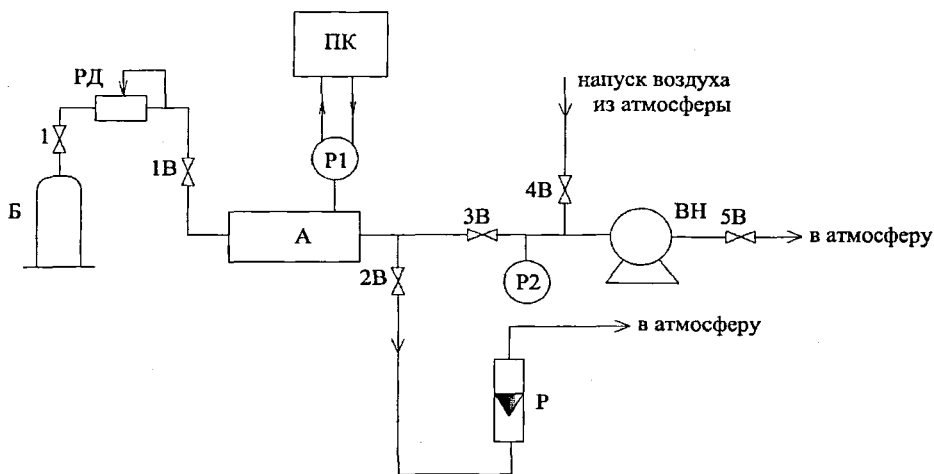 ПК
РД
напуск воздуха
из атмосферы
1
1В
Р1
4В
Б
А
3В
ВН
5В
в атмосферу
2В
Р2
в атмосферу
Р